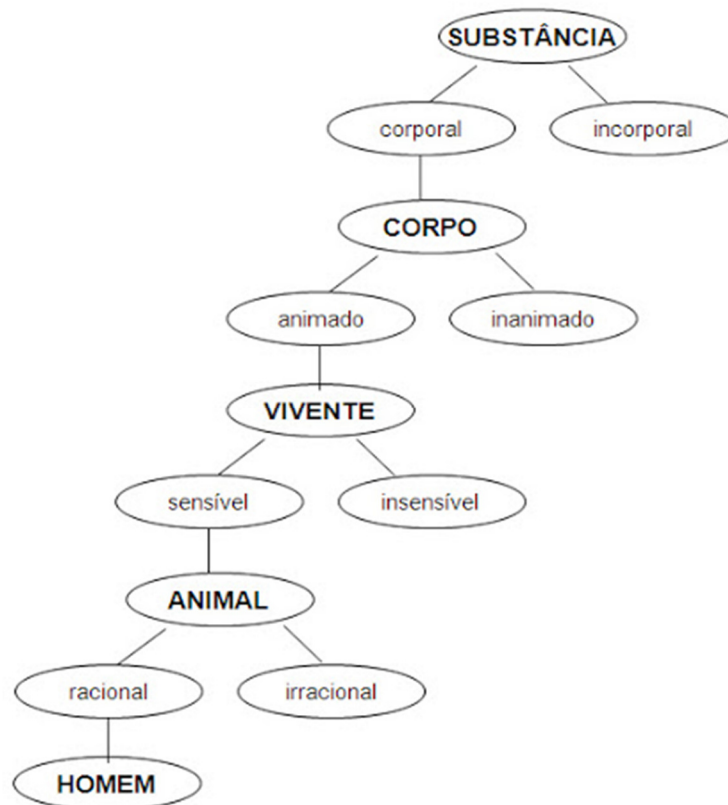 SUBSTÂNCIA
corporal
incorporal
CORPO
animado
inanimado
VIVENTE
sensível
insensível
ANIMAL
racional
irracional
HOMEM